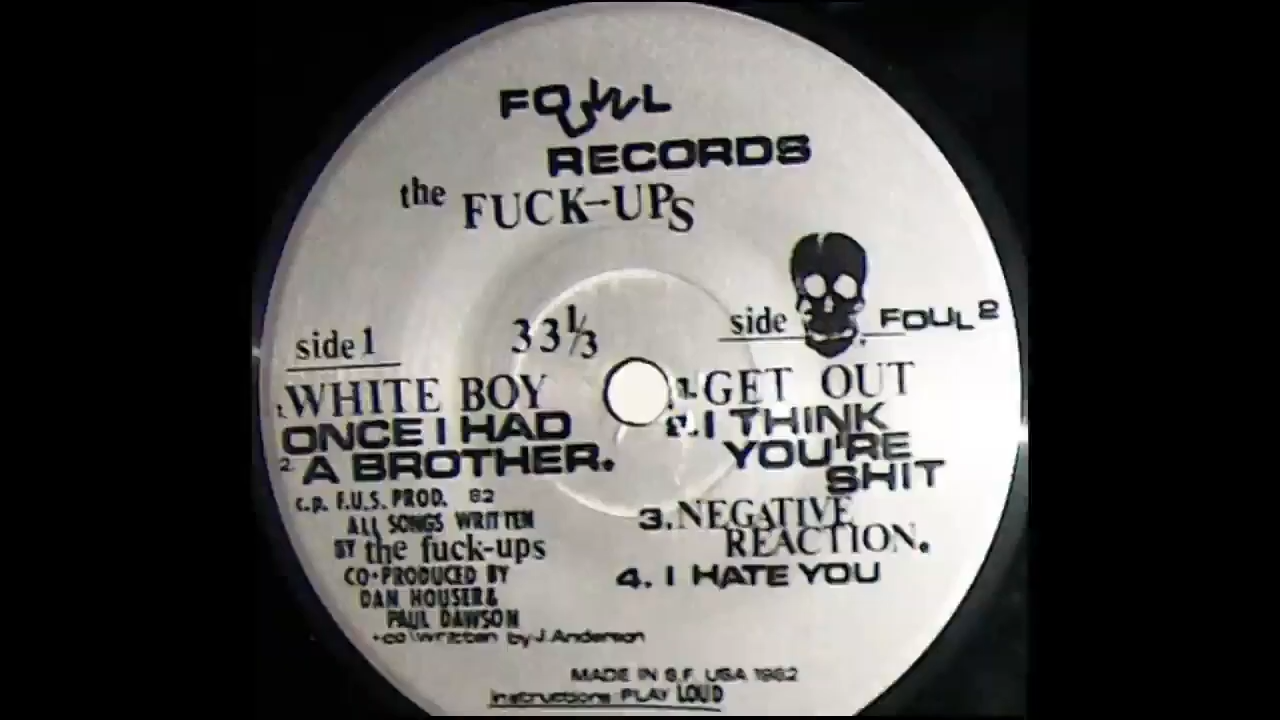 FOUWL
RECORDS
the FUCK-UPS
side 1
33⅓
1. WHITE BOY
ONCE I HAD
2. A BROTHER.
c.p. F.U.S. PROD. 82
ALL SONGS WRITTEN
BY the fuck-ups
CO-PRODUCED BY
DAN HOUSER &
PAUL DAWSON
+co written by J. Anderson
side
FOUL 2
1. GET OUT
2. I THINK
YOU'RE
SHIT
3. NEGATIVE
REACTION.
4. I HATE YOU
MADE IN S.F. USA 1982
instructions: PLAY LOUD